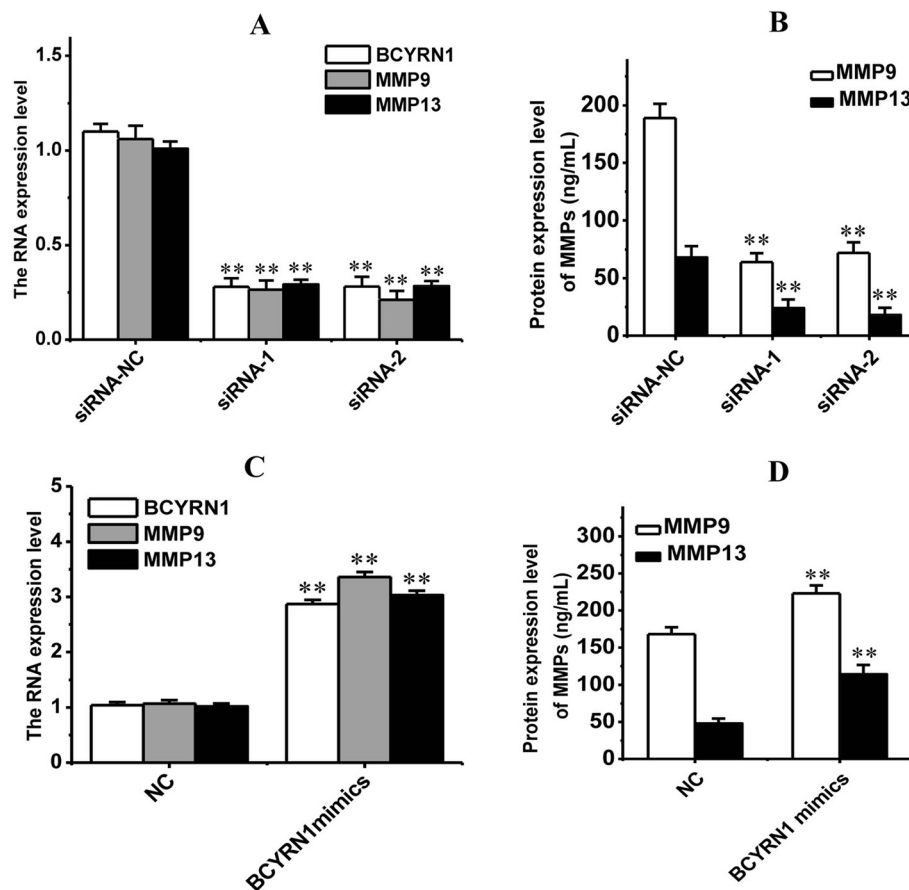 A
The RNA expression level
1.5
1.0
0.5
0.0
BCYRN1
MMP9
MMP13
** ** **
** ** **
siRNA-NC
siRNA-1
siRNA-2
B
Protein expression level
of MMPs (ng/mL)
200
150
100
50
0
MMP9
MMP13
** **
** **
siRNA-NC
siRNA-1
siRNA-2
C
The RNA expression level
5
4
3
2
1
0
BCYRN1
MMP9
MMP13
** ** **
NC
BCYRN1mimics
D
Protein expression level
of MMPs (ng/mL)
300
250
200
150
100
50
0
MMP9
MMP13
**
**
NC
BCYRN1 mimics